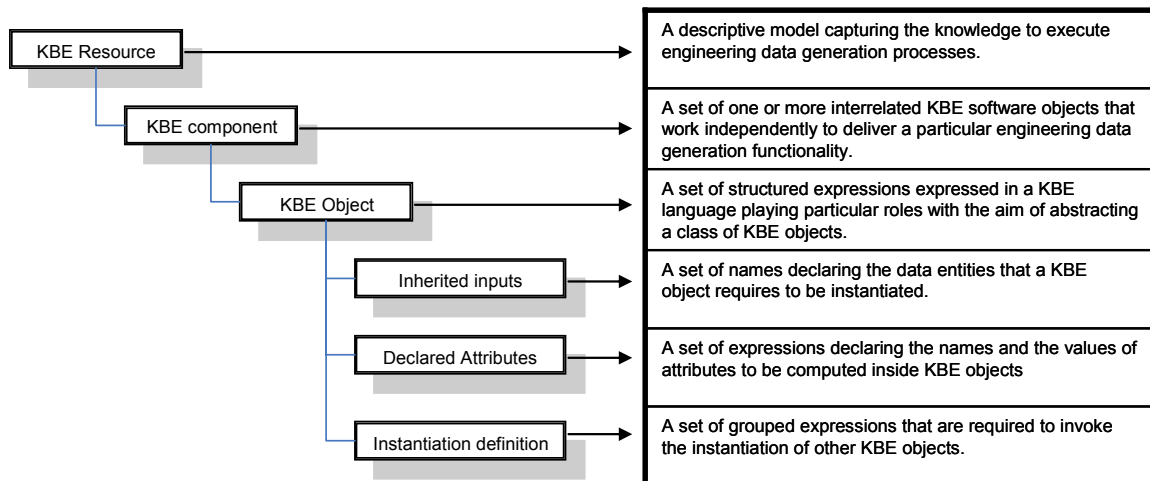 KBE Resource
A descriptive model capturing the knowledge to execute
engineering data generation processes.
KBE component
A set of one or more interrelated KBE software objects that
work independently to deliver a particular engineering data
generation functionality.
KBE Object
A set of structured expressions expressed in a KBE
language playing particular roles with the aim of abstracting
a class of KBE objects.
Inherited inputs
A set of names declaring the data entities that a KBE
object requires to be instantiated.
Declared Attributes
A set of expressions declaring the names and the values of
attributes to be computed inside KBE objects
Instantiation definition
A set of grouped expressions that are required to invoke
the instantiation of other KBE objects.